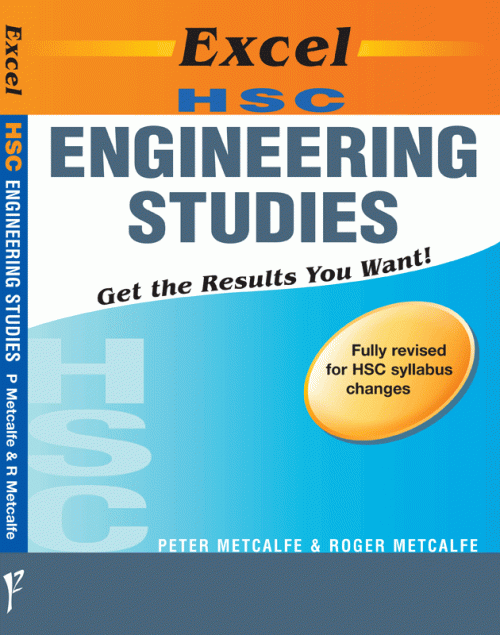 Excel
HSC
ENGINEERING
STUDIES
Get the Results You Want!
Fully revised
for HSC syllabus
changes
HSC
PETER METCALFE & ROGER METCALFE
Excel HSC ENGINEERING STUDIES P Metcalfe & R Metcalfe